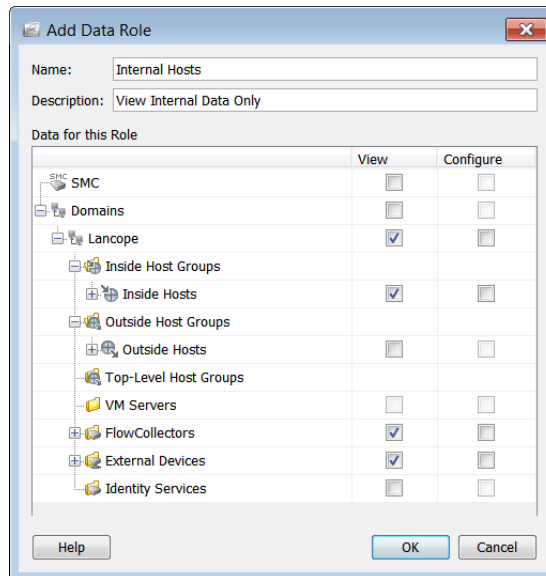 Add Data Role
Name: Internal Hosts
Description: View Internal Data Only
Data for this Role
View Configure
SMC SMC
Domains
Lancope
Inside Host Groups
Inside Hosts
Outside Host Groups
Outside Hosts
Top-Level Host Groups
VM Servers
FlowCollectors
External Devices
Identity Services
Help OK Cancel